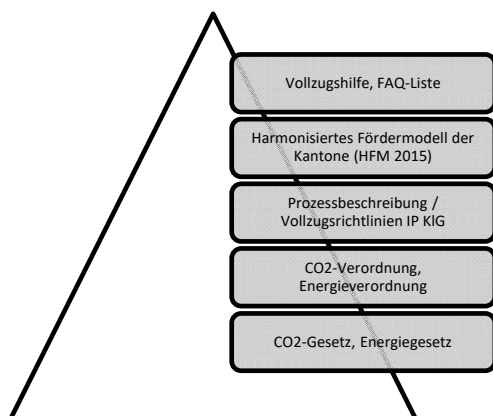 Vollzugshilfe, FAQ-Liste
Harmonisiertes Fördermodell der
Kantone (HFM 2015)
Prozessbeschreibung /
Vollzugsrichtlinien IP KlG
CO2-Verordnung,
Energieverordnung
CO2-Gesetz, Energiegesetz